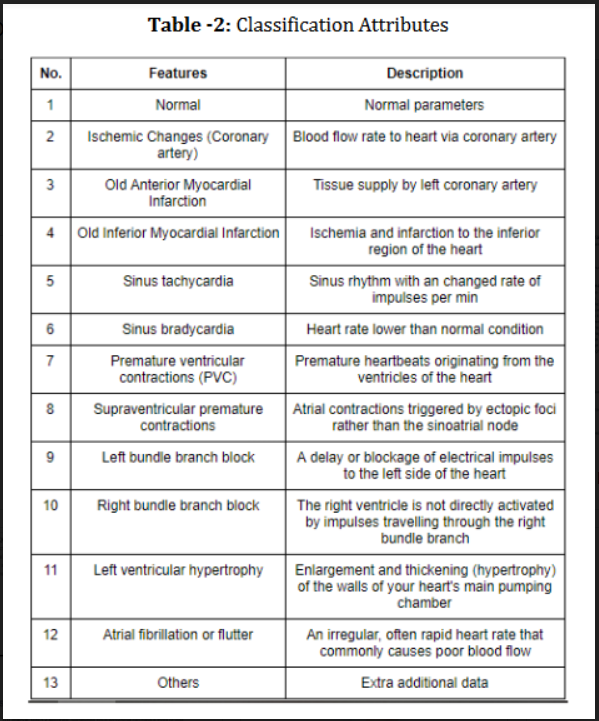 Table -2: Classification Attributes
No. Features Description
1 Normal Normal parameters
2 Ischemic Changes (Coronary Blood flow rate to heart via coronary artery
artery)
3 Old Anterior Myocardial Tissue supply by left coronary artery
Infarction
4 Old Inferior Myocardial Infarction Ischemia and infarction to the inferior
region of the heart
5 Sinus tachycardia Sinus rhythm with an changed rate of
impulses per min
6 Sinus bradycardia Heart rate lower than normal condition
7 Premature ventricular Premature heartbeats originating from the
contractions (PVC) ventricles of the heart
8 Supraventricular premature Atrial contractions triggered by ectopic foci
contractions rather than the sinoatrial node
9 Left bundle branch block A delay or blockage of electrical impulses
to the left side of the heart
10 Right bundle branch block The right ventricle is not directly activated
by impulses travelling through the right
bundle branch
11 Left ventricular hypertrophy Enlargement and thickening (hypertrophy)
of the walls of your heart's main pumping
chamber
12 Atrial fibrillation or flutter An irregular, often rapid heart rate that
commonly causes poor blood flow
13 Others Extra additional data